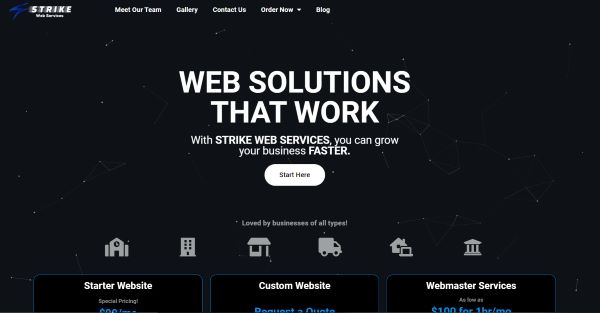 STRIKE
Web Services
Meet Our Team Gallery Contact Us Order Now Blog
WEB SOLUTIONS
THAT WORK
With STRIKE WEB SERVICES, you can grow
your business FASTER.
Start Here
Loved by businesses of all types!
Starter Website Custom Website Webmaster Services
Special Pricing! As low as
Request a Quote $100 for 1hr/mo